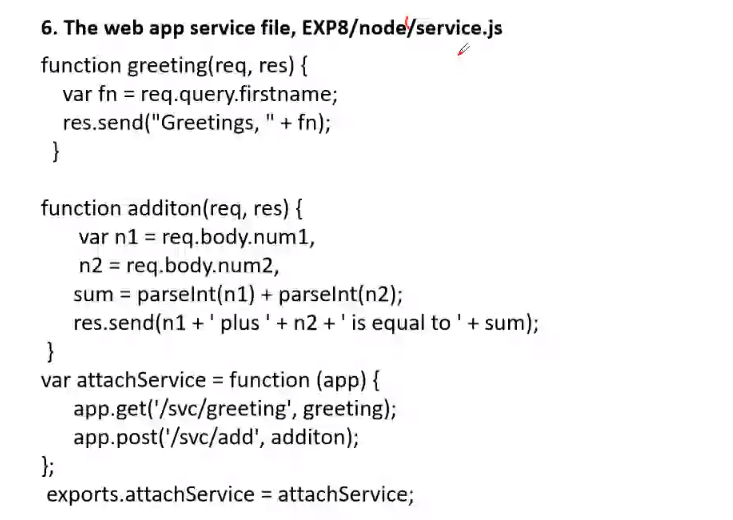 6. The web app service file, EXP8/node/service.js
function greeting(req, res) {
var fn = req.query.firstname;
res.send("Greetings, " + fn);
}
function additon(req, res) {
var n1 = req.body.num1,
n2 = req.body.num2,
sum = parseInt(n1) + parseInt(n2);
res.send(n1 + ' plus ' + n2 + ' is equal to ' + sum);
}
var attachService = function (app) {
app.get('/svc/greeting', greeting);
app.post('/svc/add', additon);
};
exports.attachService = attachService;